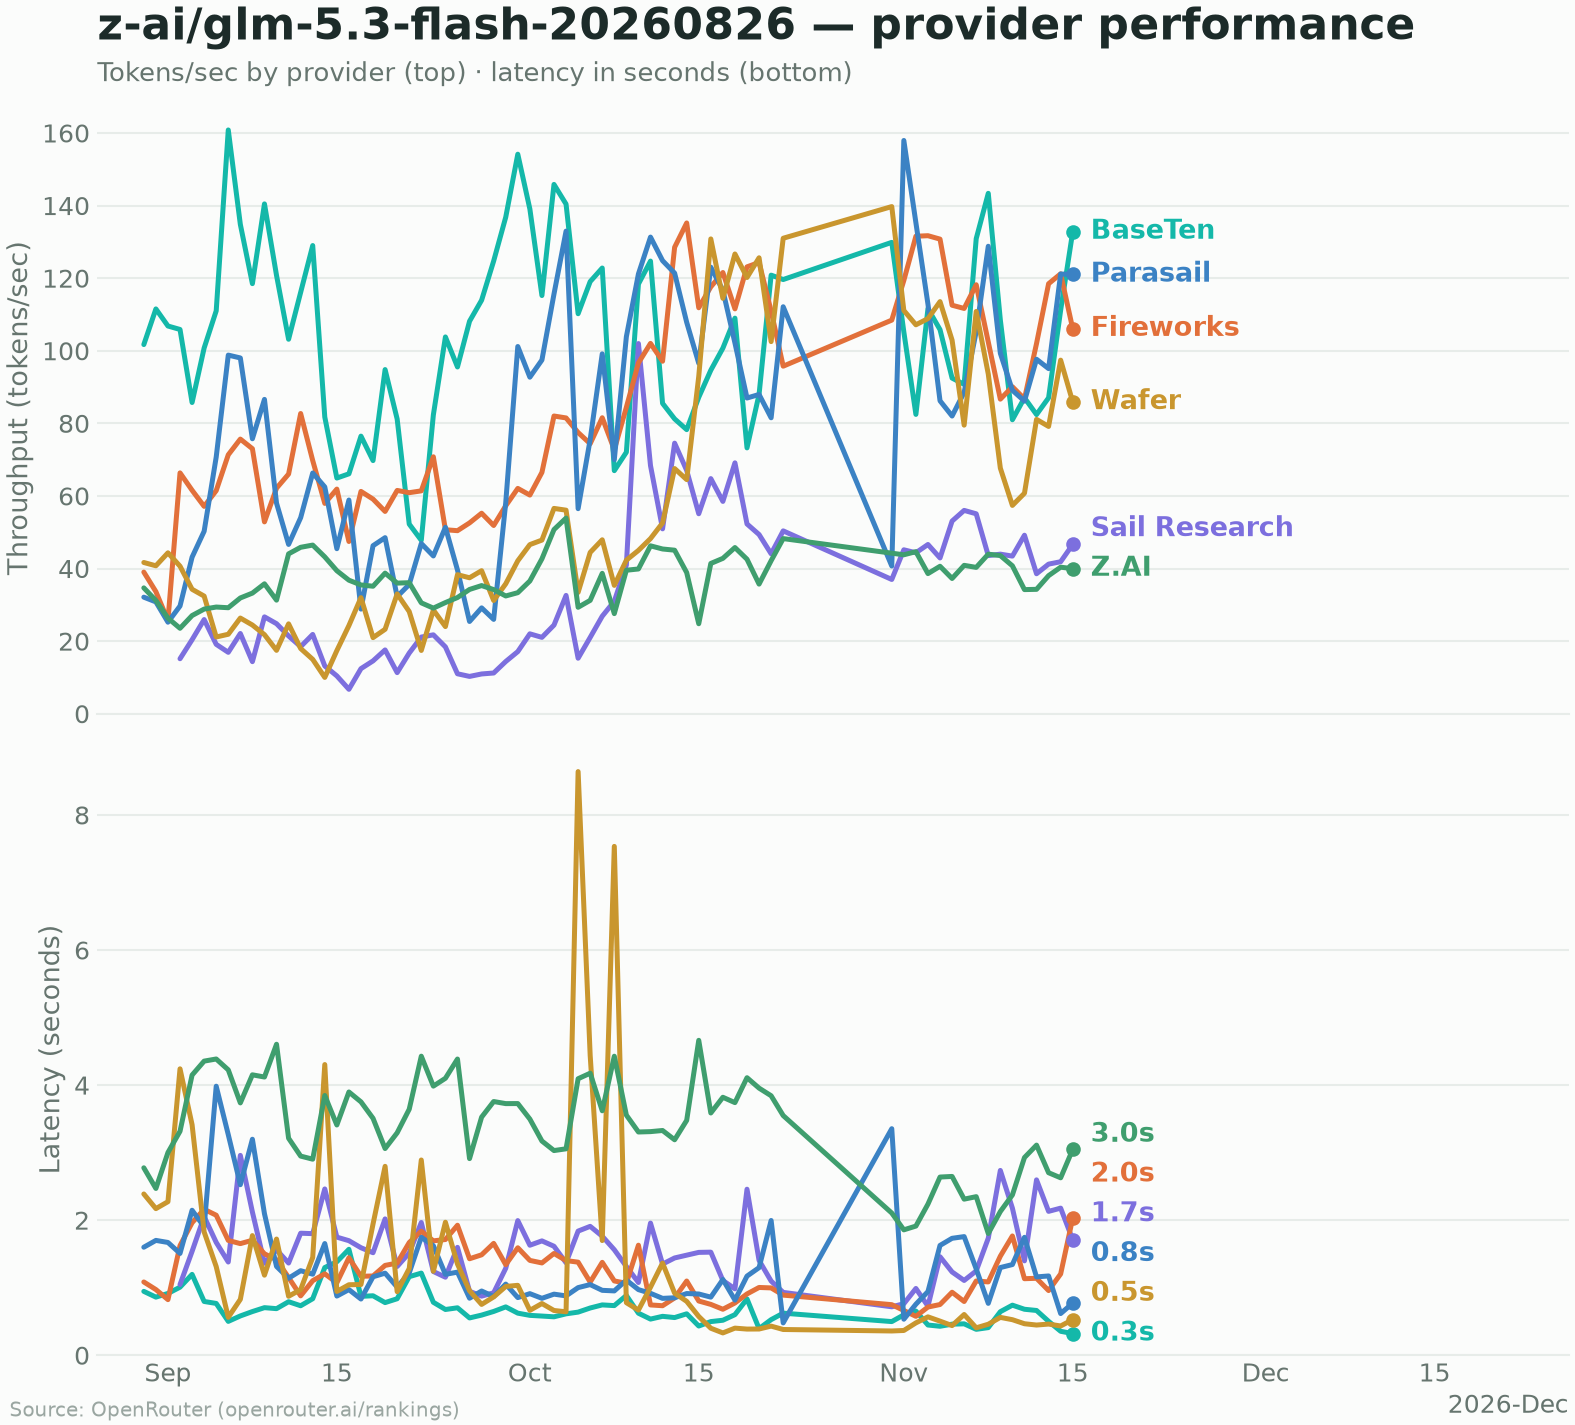 z-ai/glm-5.3-flash-20260826 — provider performance
Tokens/sec by provider (top) · latency in seconds (bottom)
Throughput (tokens/sec)
160
140
120
100
80
60
40
20
0
BaseTen
Parasail
Fireworks
Wafer
Sail Research
Z.AI
Latency (seconds)
8
6
4
2
0
3.0s
2.0s
1.7s
0.8s
0.5s
0.3s
Sep 15 Oct 15 Nov 15 Dec 15
2026-Dec
Source: OpenRouter (openrouter.ai/rankings)